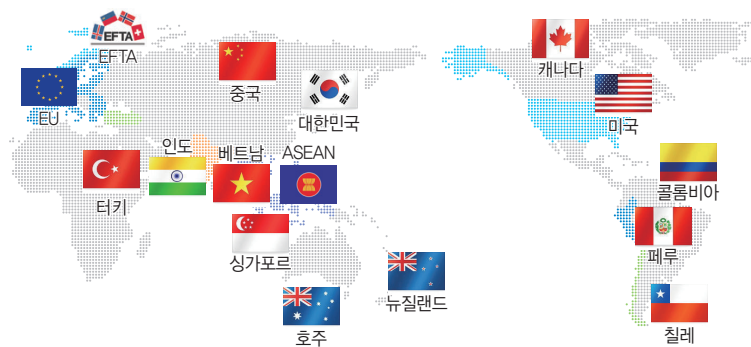 EFTA
EFTA
EU
중국
대한민국
캐나다
미국
터키
인도
베트남
ASEAN
싱가포르
호주
뉴질랜드
콜롬비아
페루
칠레